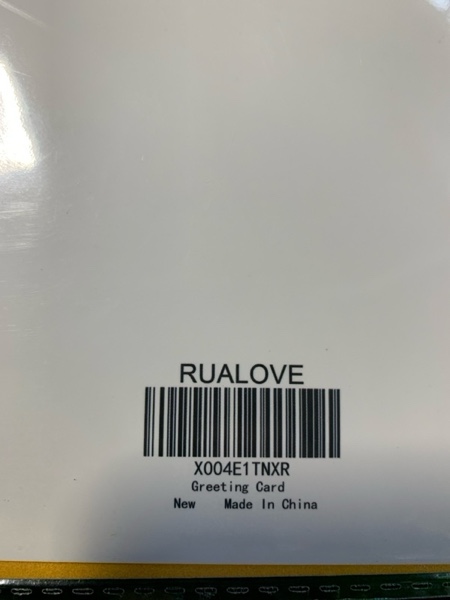 RUALOVE
X004E1TNXR
Greeting Card
New Made In China